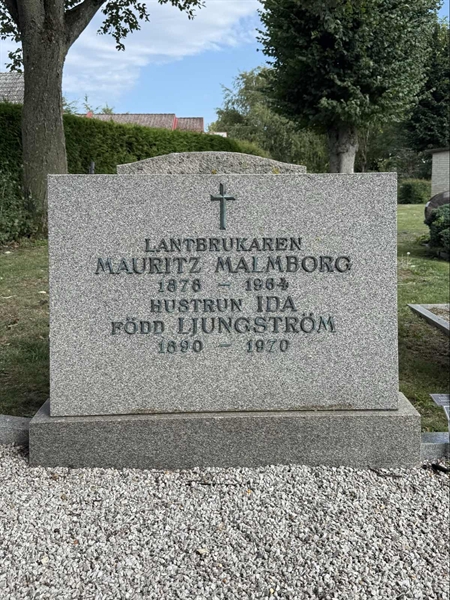 LANTBRUKAREN
MAURITZ MALMBORG
1876 - 1964
HUSTRUN IDA
FÖDD LJUNGSTRÖM
1890 - 1970